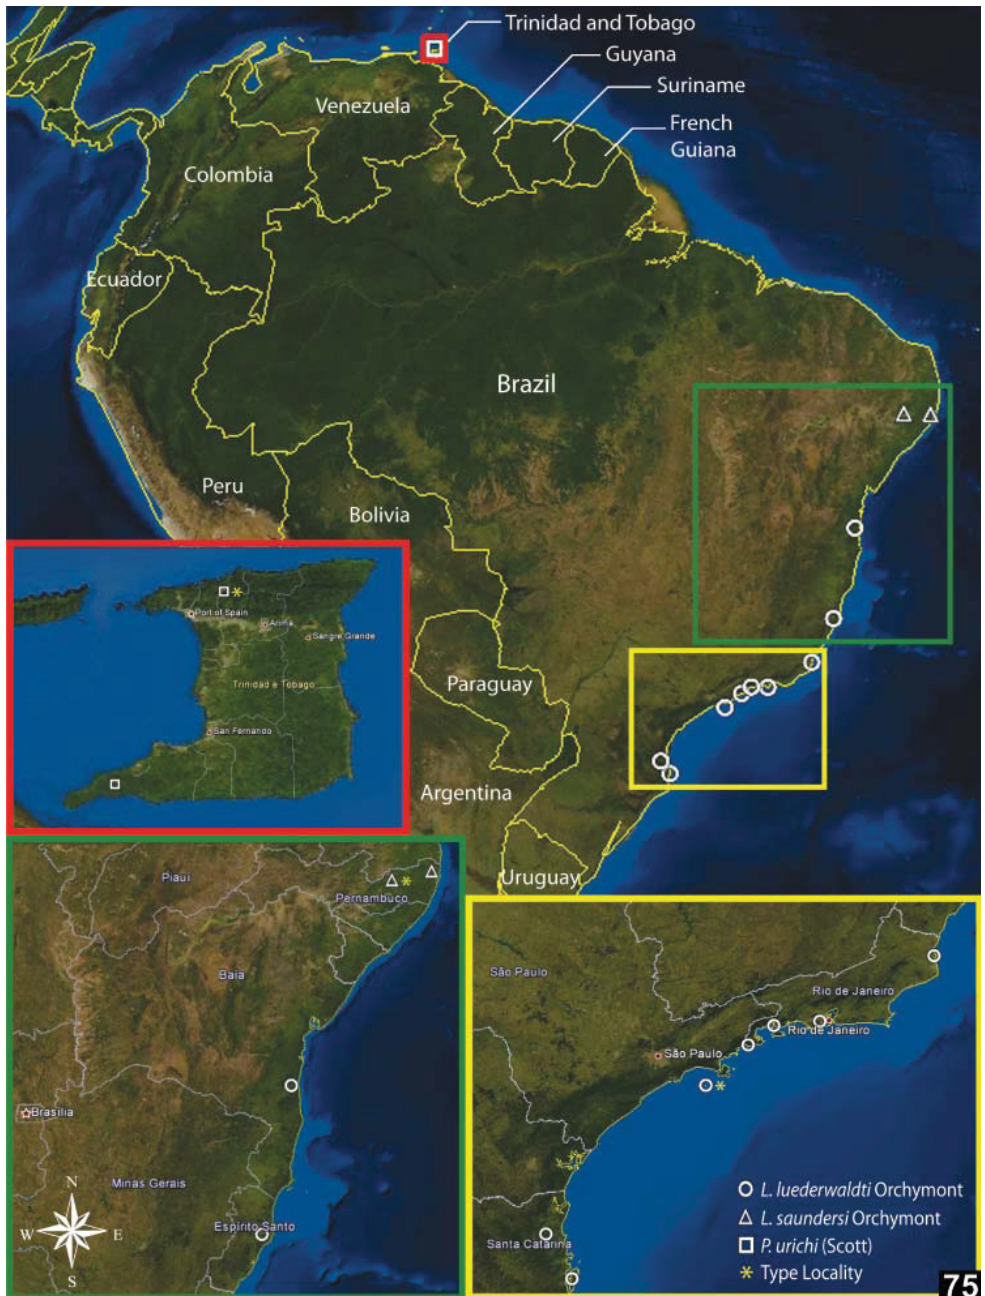 Trinidad and Tobago
Guyana
Suriname
French
Guiana
Venezuela
Colombia
Ecuador
Brazil
Peru
Bolivia
Paraguay
Argentina
Uruguay
Port of Spain
Arima
Sangre Grande
Trinidad e Tobago
San Fernando
Piauí
Pernambuco
Baia
Brasília
Minas Gerais
Espírito Santo
N
W
E
S
São Paulo
Rio de Janeiro
Rio de Janeiro
São Paulo
Santa Catarina
L. luederwaldti Orchymont
L. saundersi Orchymont
P. urichi (Scott)
Type Locality
75